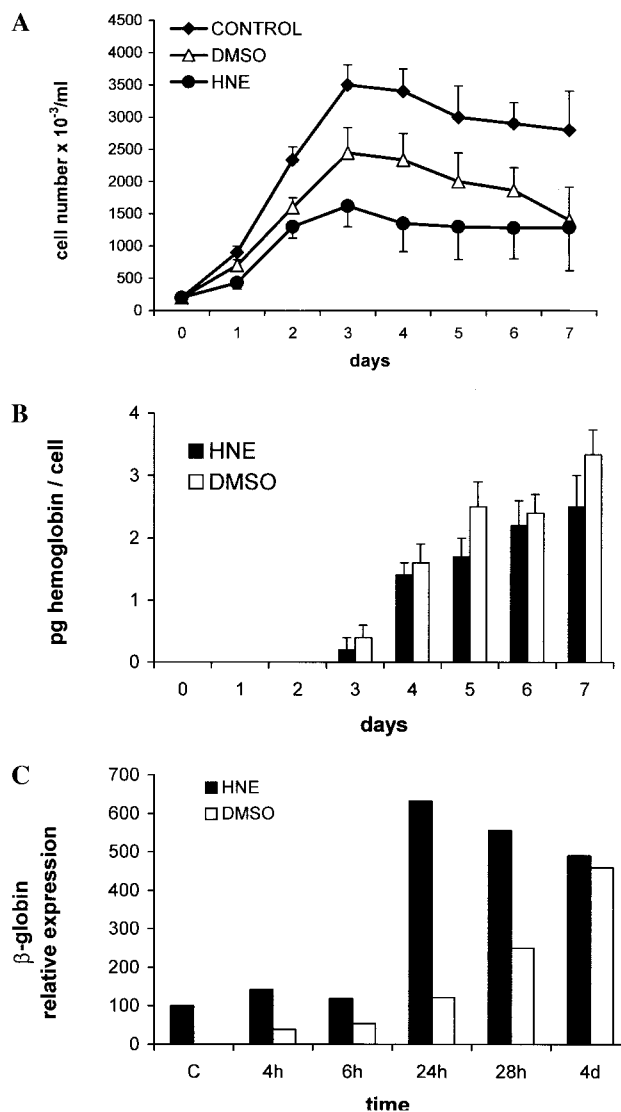 A
CONTROL
DMSO
HNE
cell number x 10⁻³/ml
4500
4000
3500
3000
2500
2000
1500
1000
500
0
0 1 2 3 4 5 6 7
days
B
HNE
DMSO
pg hemoglobin / cell
4
3
2
1
0
0 1 2 3 4 5 6 7
days
C
HNE
DMSO
β-globin
relative expression
700
600
500
400
300
200
100
0
C 4h 6h 24h 28h 4d
time